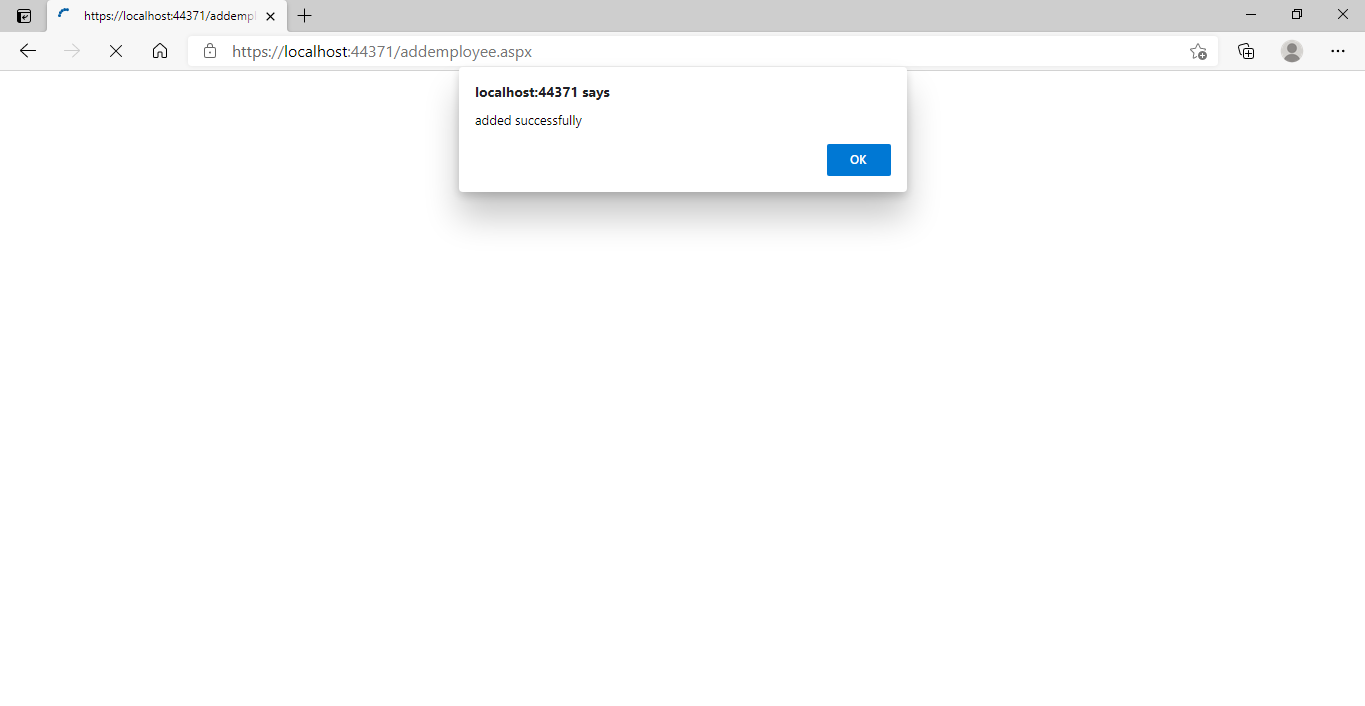 https://localhost:44371/addempl
https://localhost:44371/addemployee.aspx
localhost:44371 says
added successfully
OK